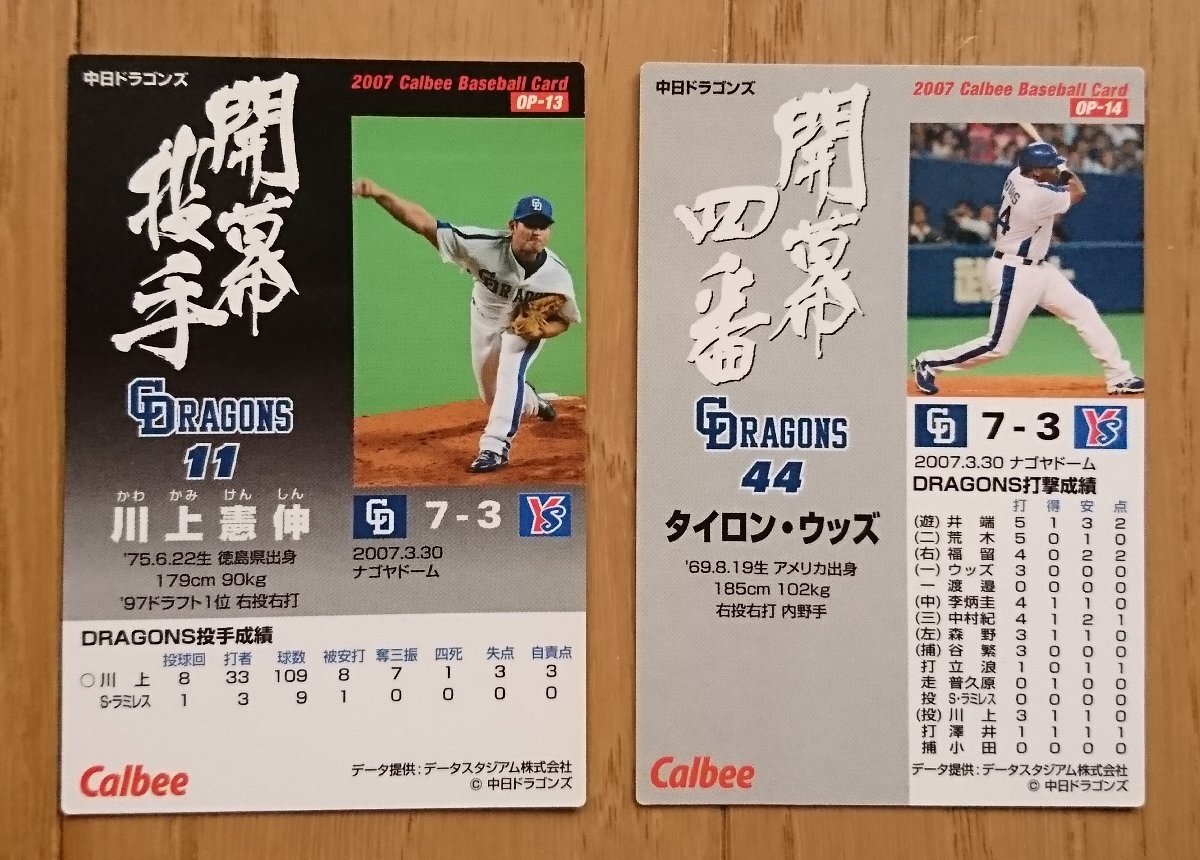 中日ドラゴンズ
2007 Calbee Baseball Card
OP-13
開幕
投手
CD
DRAGONS
CDRAGONS
11
かわ かみ けん しん
川上憲伸
'75.6.22生 徳島県出身
179cm 90kg
'97ドラフト1位 右投右打
CD 7-3 YS
2007.3.30
ナゴヤドーム
DRAGONS投手成績
投球回 打者 球数 被安打 奪三振 四死 失点 自責点
○川上 8 33 109 8 7 1 3 3
S・ラミレス 1 3 9 1 0 0 0 0
Calbee
データ提供:データスタジアム株式会社
© 中日ドラゴンズ
中日ドラゴンズ
2007 Calbee Baseball Card
OP-14
開幕
四番
CDRAGONS
44
タイロン・ウッズ
'69.8.19生 アメリカ出身
185cm 102kg
右投右打 内野手
CD 7-3 YS
2007.3.30 ナゴヤドーム
DRAGONS打撃成績
打 得 安 点
(遊) 井端 5 1 3 2
(二) 荒木 5 0 1 0
(右) 福留 4 0 2 2
(一) ウッズ 3 0 0 0
一 渡邉 0 0 0 0
(中) 李炳圭 4 1 1 0
(三) 中村紀 4 1 2 1
(左) 森野 3 1 1 0
(捕) 谷繁 3 0 0 0
打 立浪 1 0 1 1
走 普久原 0 1 0 0
投 S・ラミレス 0 0 0 0
(投) 川上 3 1 1 0
打 澤井 1 1 1 1
捕 小田 0 0 0 0
Calbee
データ提供:データスタジアム株式会社
© 中日ドラゴンズ